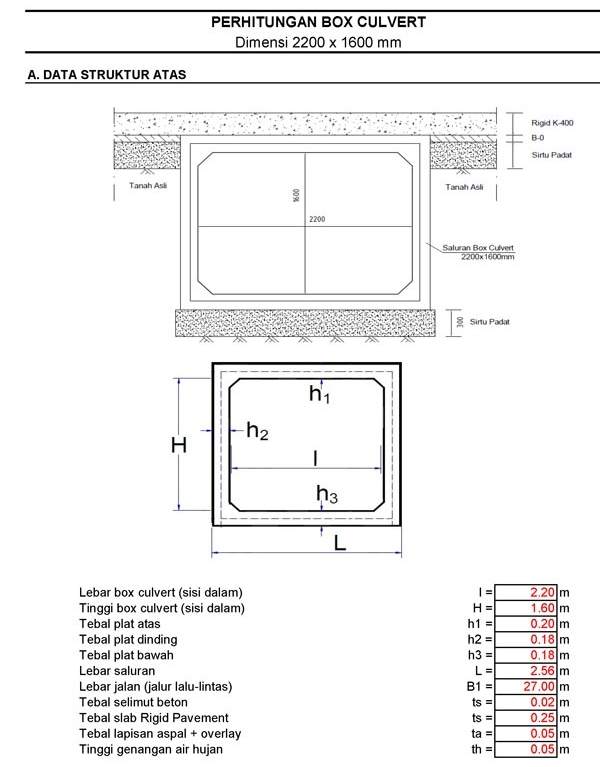 PERHITUNGAN BOX CULVERT
Dimensi 2200 x 1600 mm
A. DATA STRUKTUR ATAS
Rigid K-400
B-0
Sirtu Padat
Tanah Asli
Tanah Asli
1600
2200
Saluran Box Culvert
2200x1600mm
300
Sirtu Padat
h1
h2
H
l
h3
L
Lebar box culvert (sisi dalam) l = 2.20 m
Tinggi box culvert (sisi dalam) H = 1.60 m
Tebal plat atas h1 = 0.20 m
Tebal plat dinding h2 = 0.18 m
Tebal plat bawah h3 = 0.18 m
Lebar saluran L = 2.56 m
Lebar jalan (jalur lalu-lintas) B1 = 27.00 m
Tebal selimut beton ts = 0.02 m
Tebal slab Rigid Pavement ts = 0.25 m
Tebal lapisan aspal + overlay ta = 0.05 m
Tinggi genangan air hujan th = 0.05 m